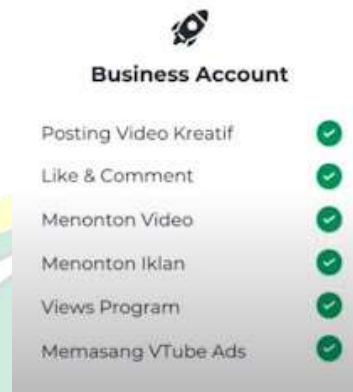 Business Account
Posting Video Kreatif
Like & Comment
Menonton Video
Menonton Iklan
Views Program
Memasang VTube Ads